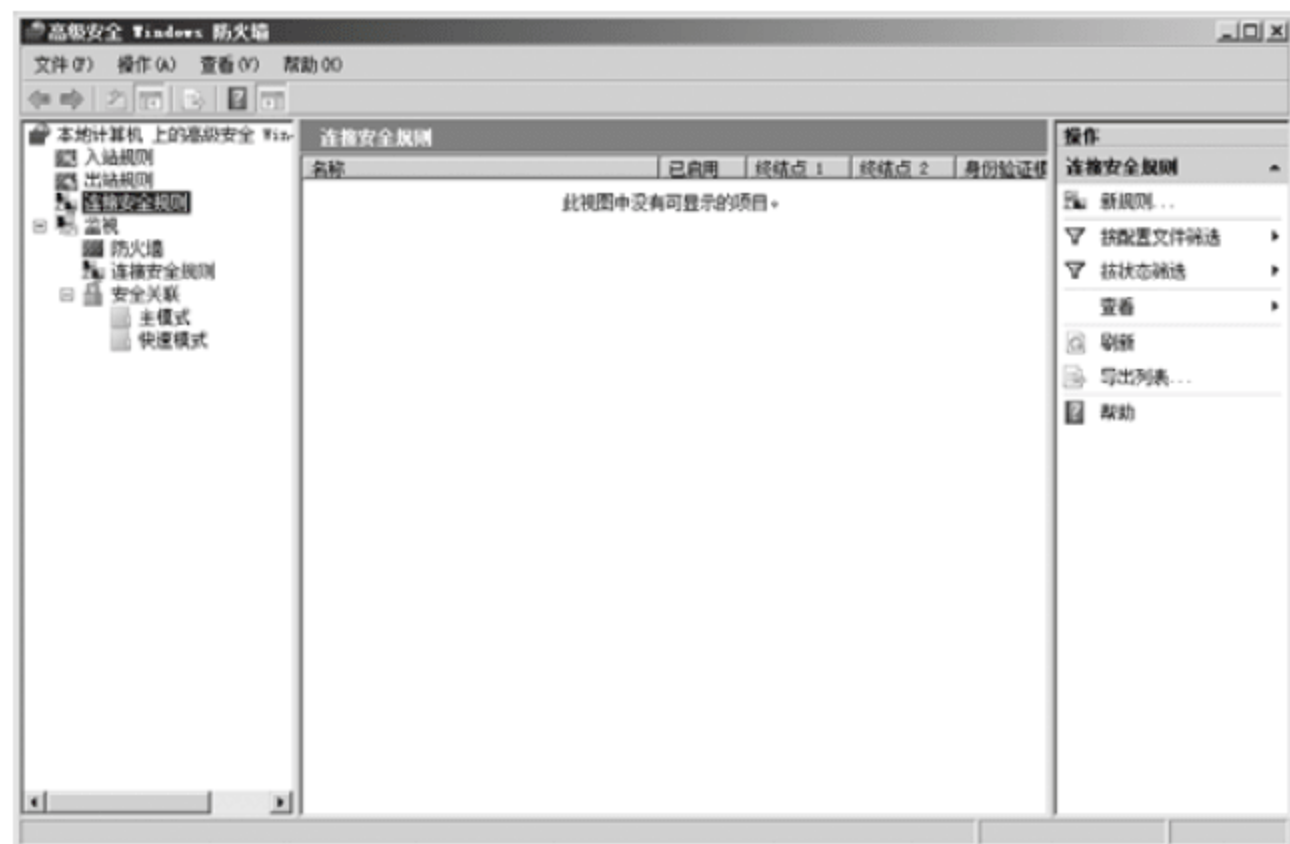 高级安全 Windows 防火墙
文件(F) 操作(A) 查看(V) 帮助(H)
本地计算机 上的高级安全 Win
入站规则
出站规则
连接安全规则
监视
防火墙
连接安全规则
安全关联
主模式
快速模式
连接安全规则
名称 已启用 终结点 1 终结点 2 身份验证模
此视图中没有可显示的项目。
操作
连接安全规则
新规则...
按配置文件筛选
按状态筛选
查看
刷新
导出列表...
帮助